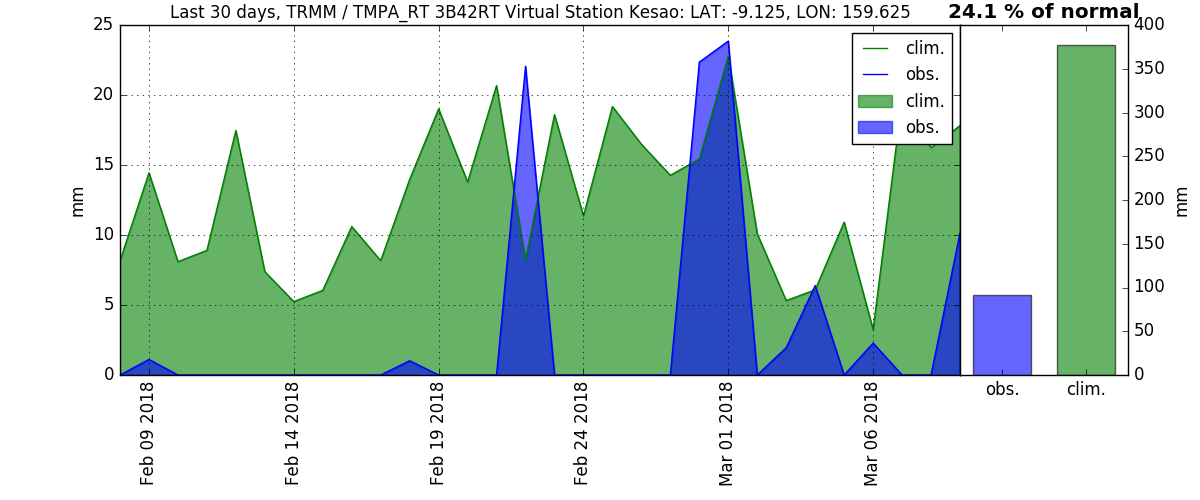 Last 30 days, TRMM / TMPA_RT 3B42RT Virtual Station Kesao: LAT: -9.125, LON: 159.625
24.1 % of normal
25
20
15
10
5
0
mm
clim.
obs.
clim.
obs.
400
350
300
250
200
150
100
50
0
mm
obs.
clim.
Feb 09 2018
Feb 14 2018
Feb 19 2018
Feb 24 2018
Mar 01 2018
Mar 06 2018